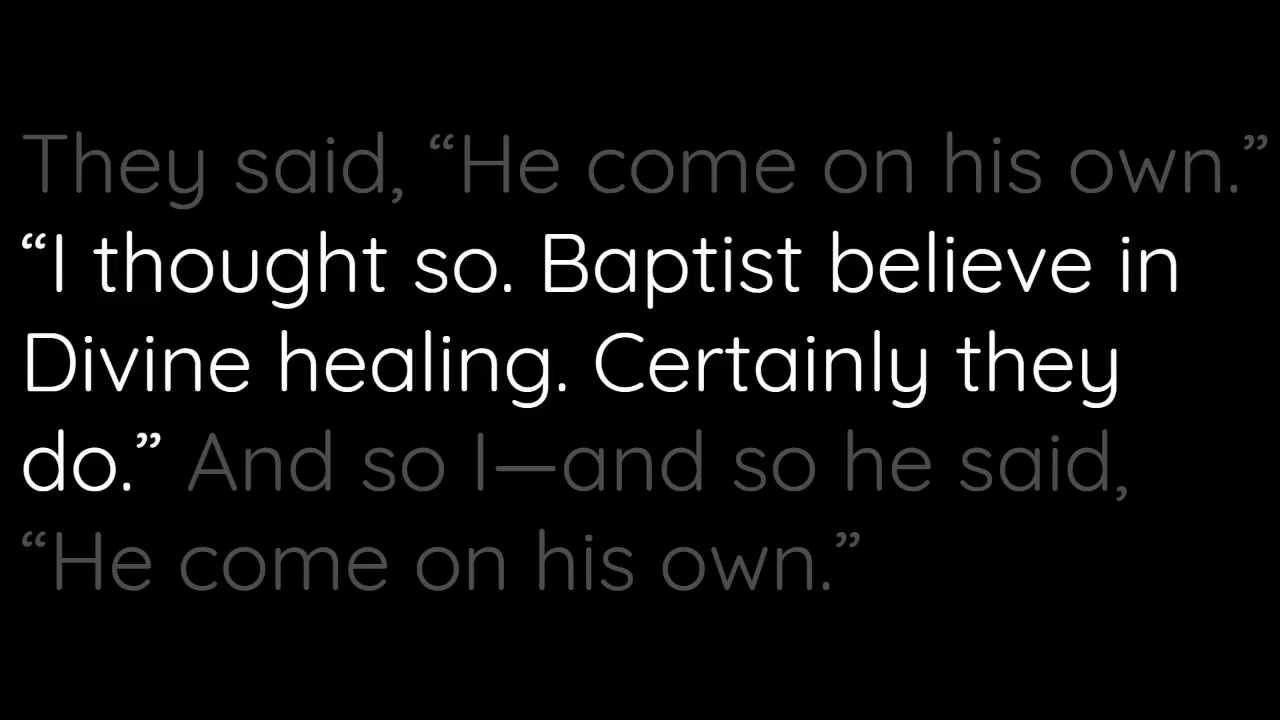 They said, “He come on his own.”
“I thought so. Baptist believe in
Divine healing. Certainly they
do.” And so I—and so he said,
“He come on his own.”